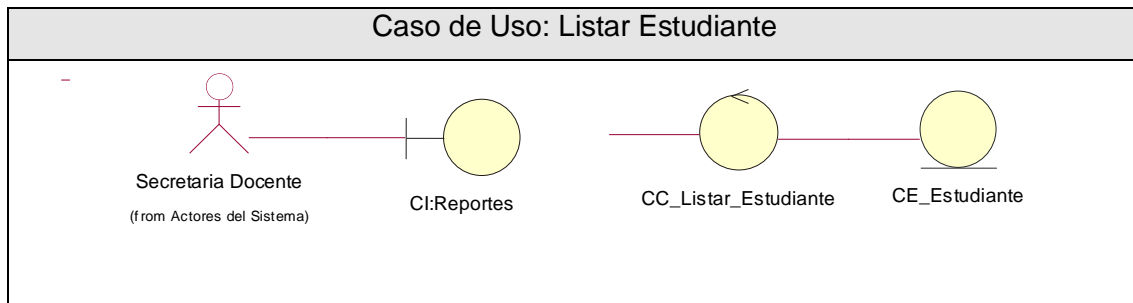 Caso de Uso: Listar Estudiante
Secretaria Docente
(from Actores del Sistema)
CI:Reportes
CC_Listar_Estudiante
CE_Estudiante